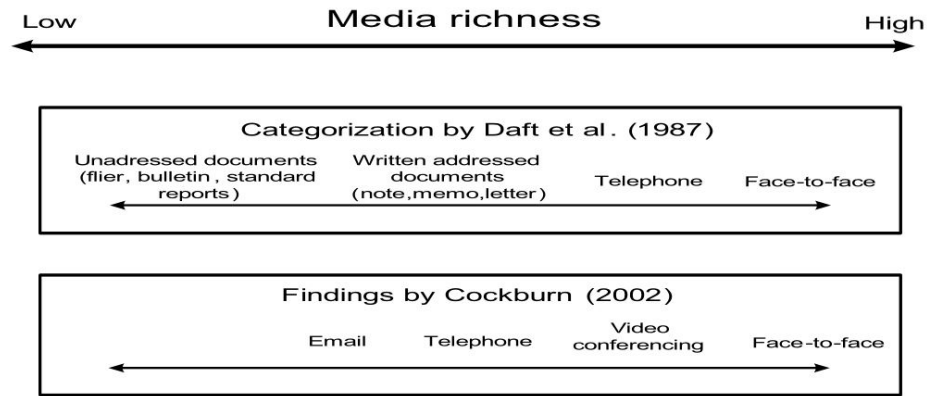 Low Media richness High
Categorization by Daft et al. (1987)
Unadressed documents
(flier, bulletin, standard
reports)
Written addressed
documents
(note,memo,letter)
Telephone
Face-to-face
Findings by Cockburn (2002)
Email
Telephone
Video
conferencing
Face-to-face